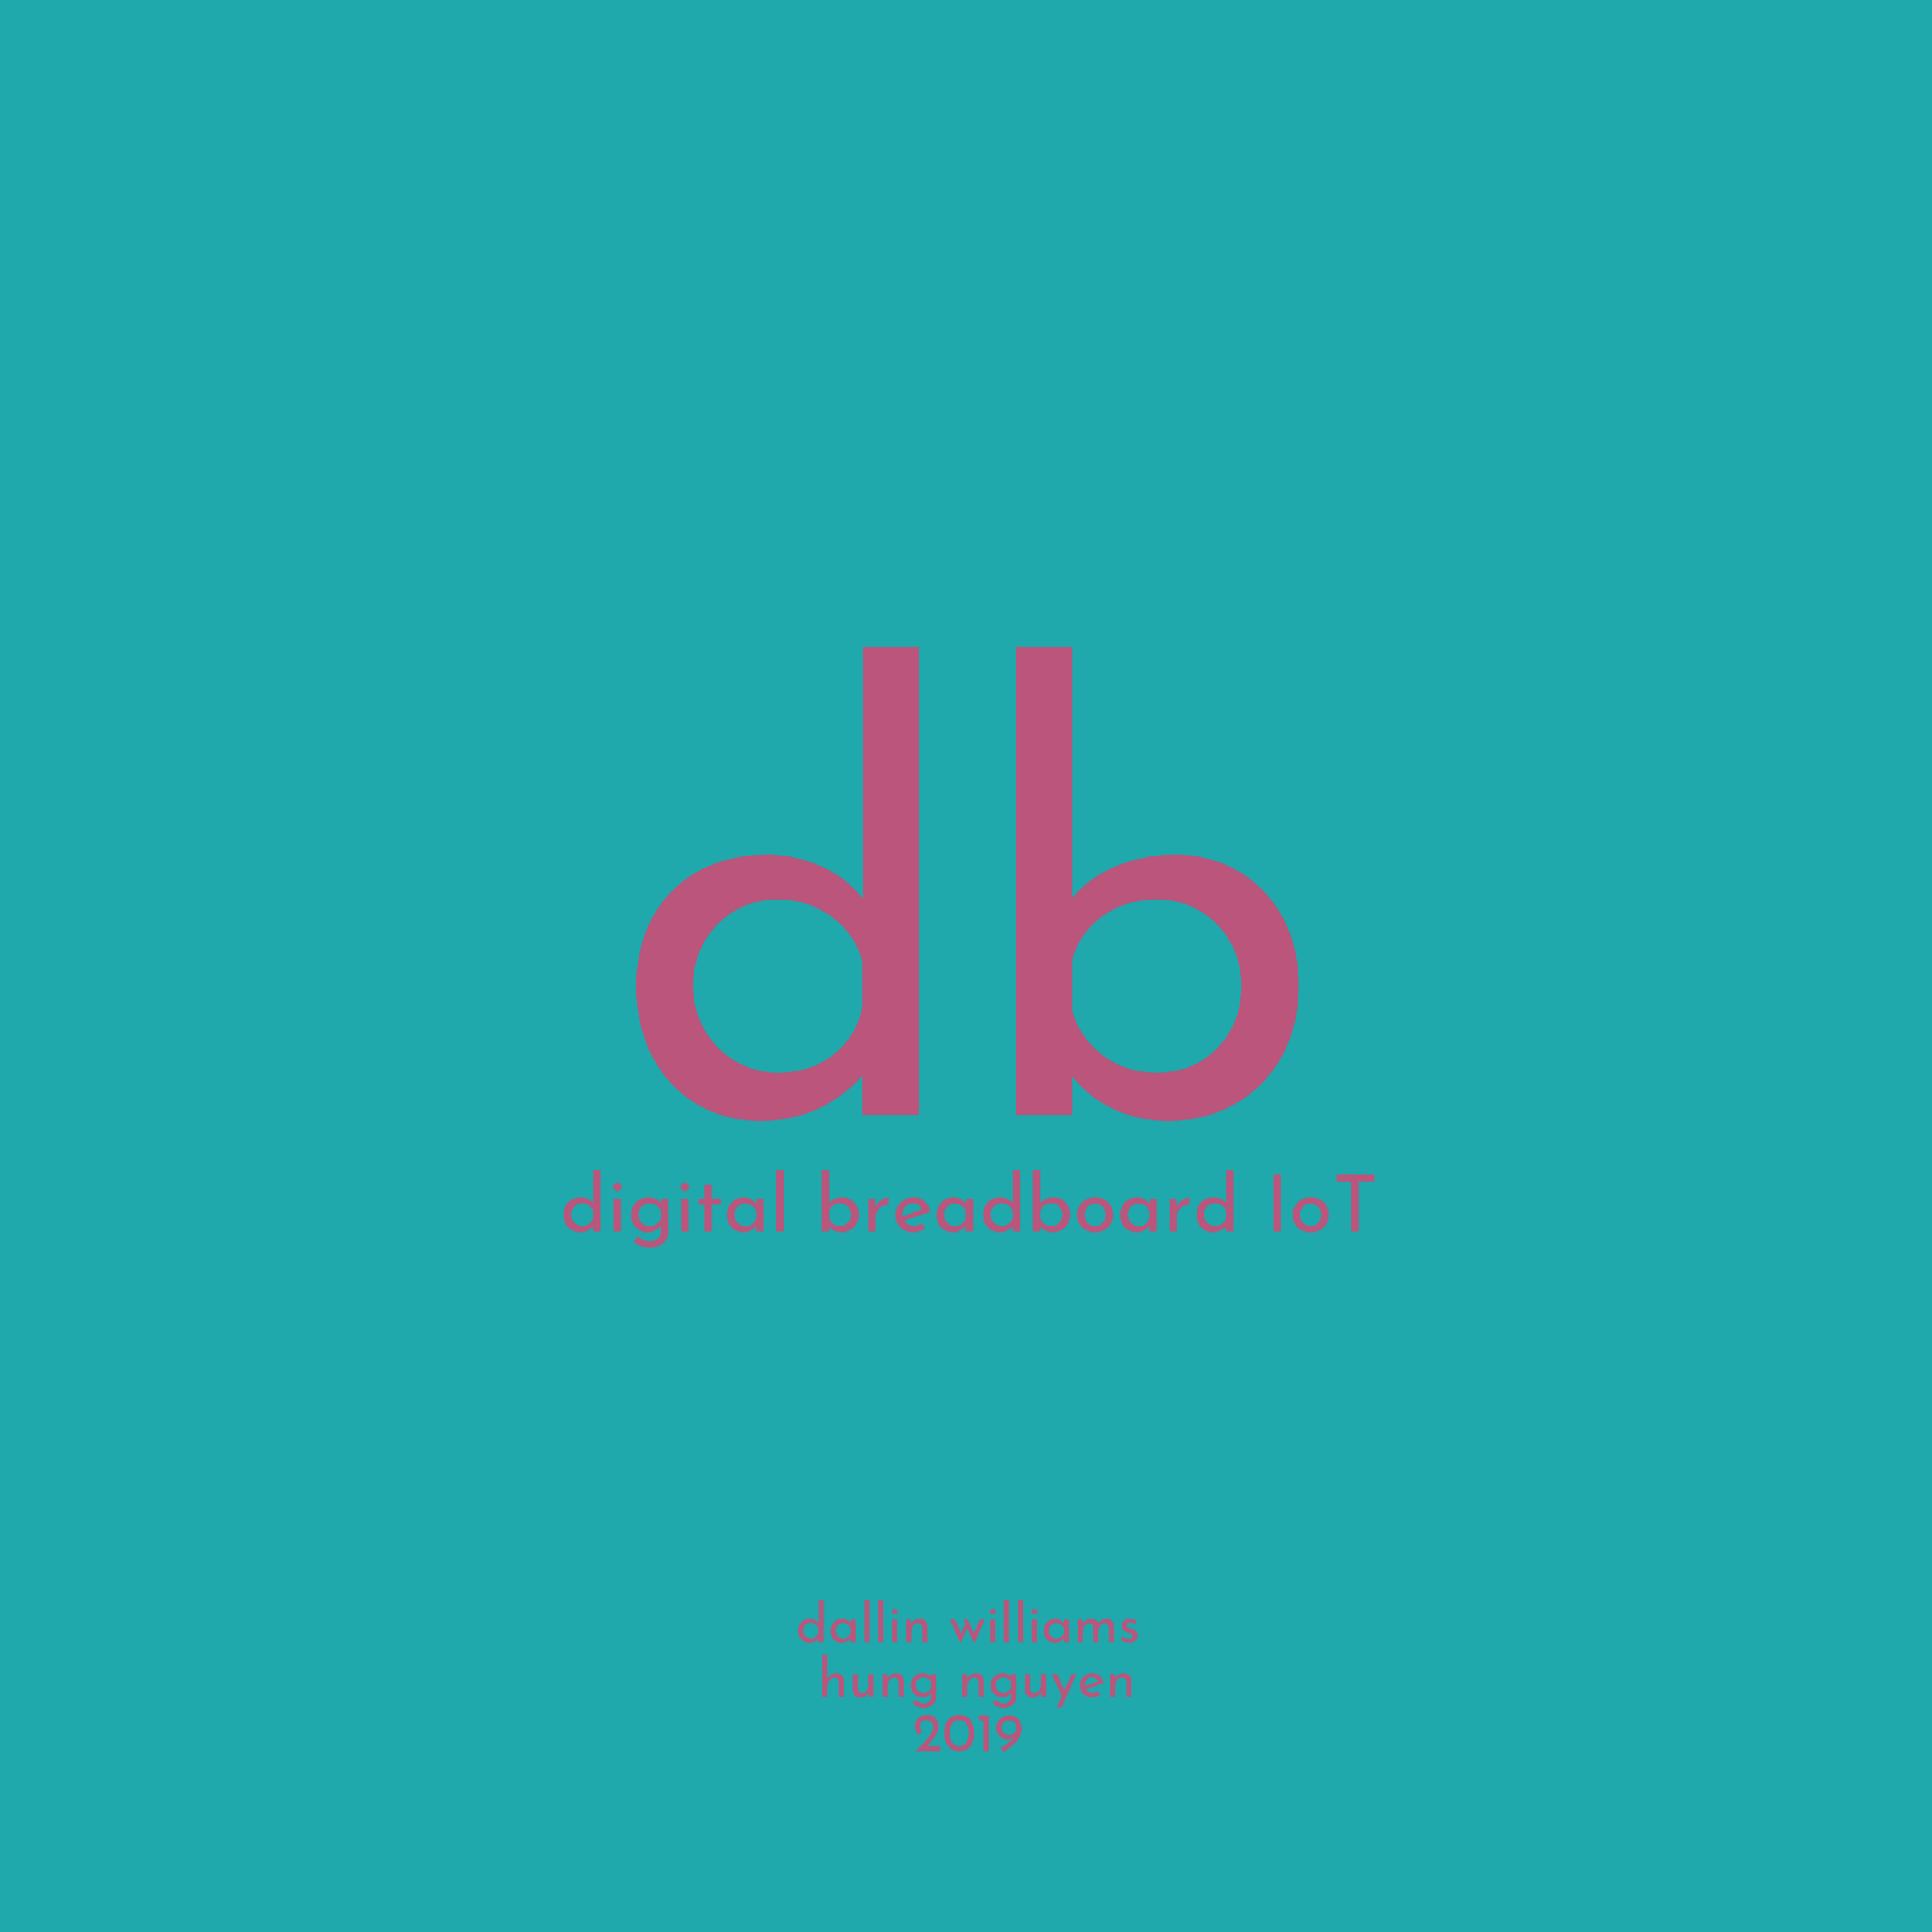 db
digital breadboard IoT
dallin williams
hung nguyen
2019